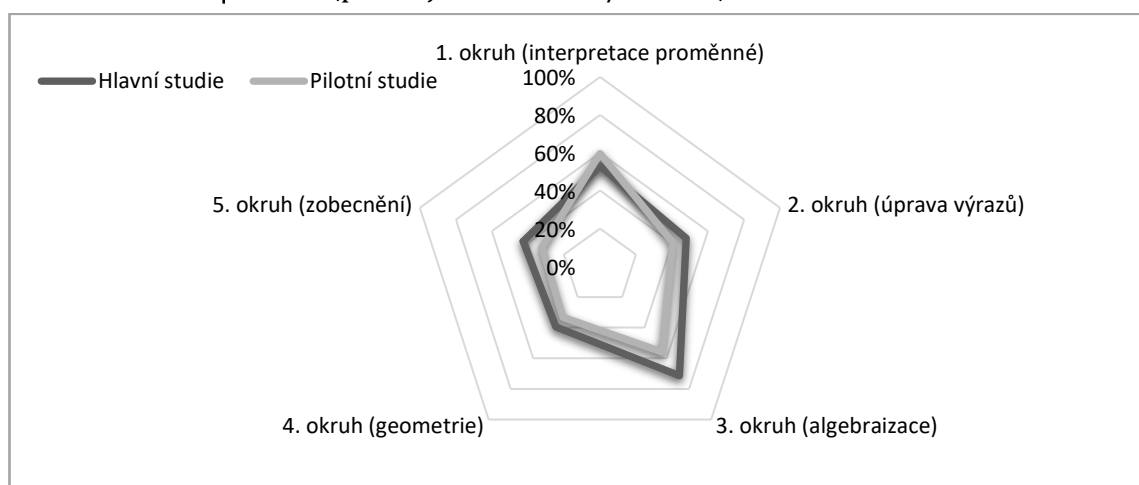 1. okruh (interpretace proměnné)
Hlavní studie Pilotní studie
100%
80%
60%
40%
20%
0%
5. okruh (zobecnění)
2. okruh (úprava výrazů)
4. okruh (geometrie)
3. okruh (algebraizace)